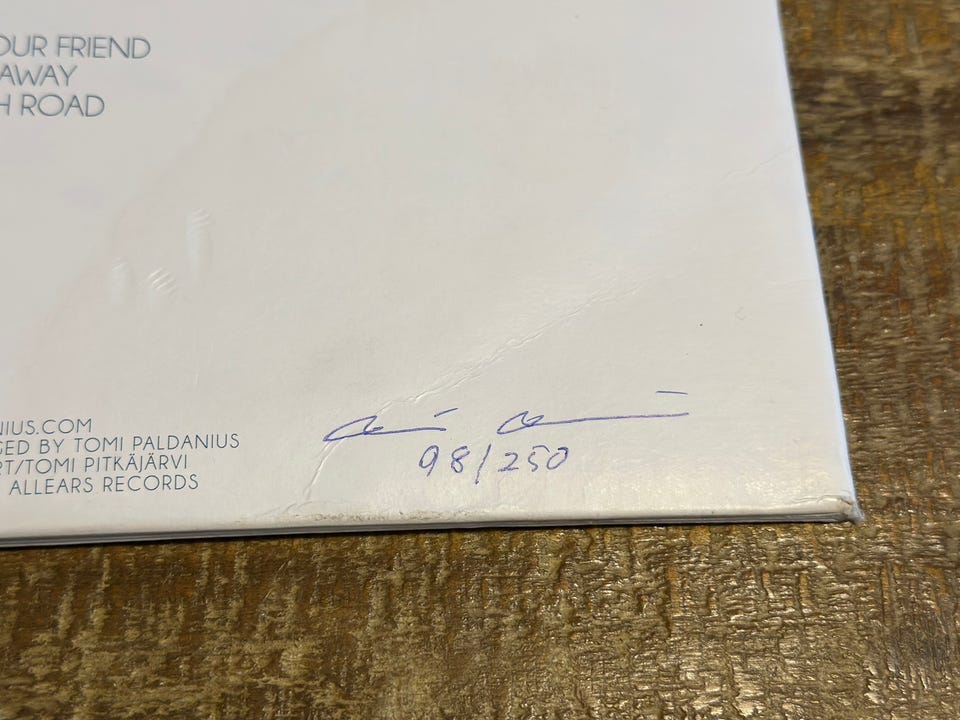 OUR FRIEND
AWAY
H ROAD
NIUS.COM
GED BY TOMI PALDANIUS
RT/TOMI PITKÄJÄRVI
ALLEARS RECORDS
98/250